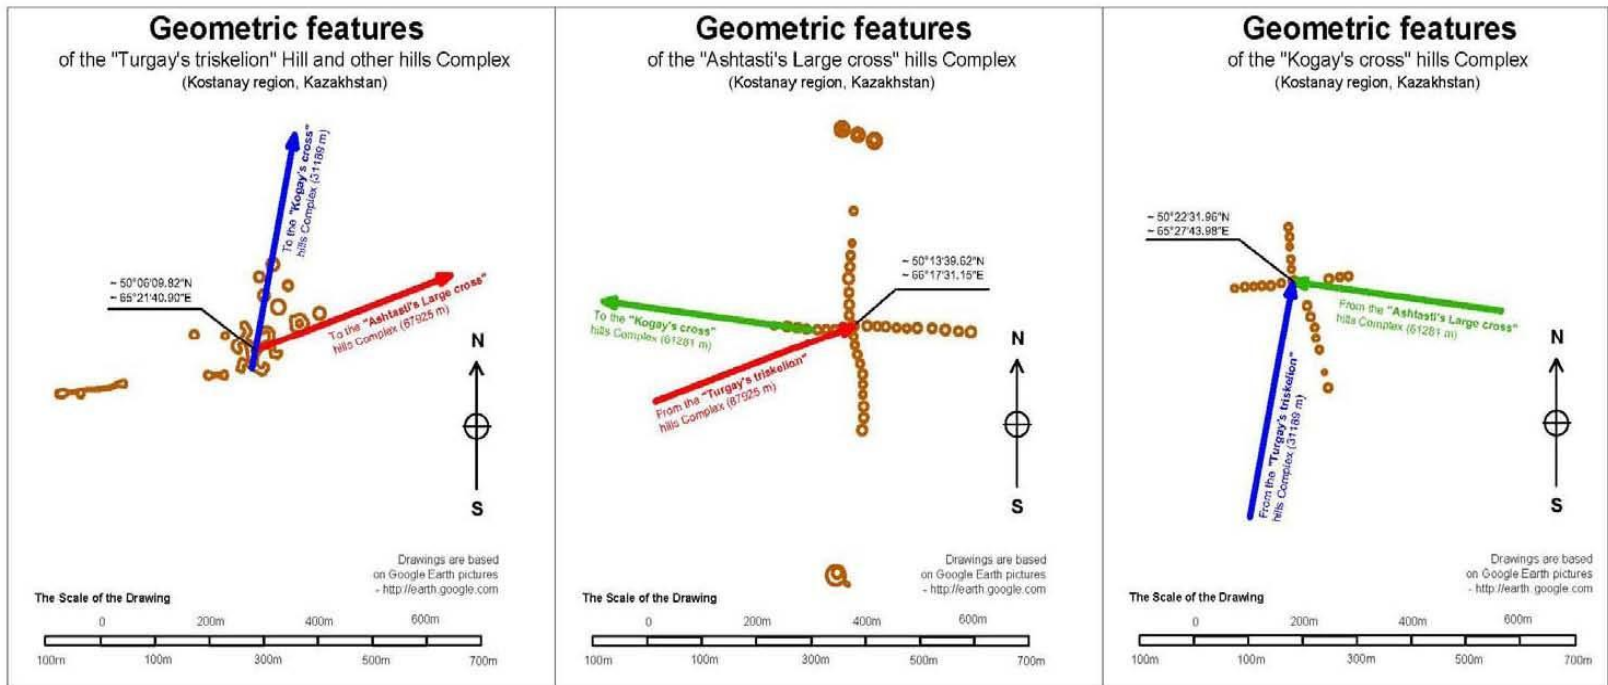 Geometric features
of the "Turgay's triskelion" Hill and other hills Complex
(Kostanay region, Kazakhstan)
To the "Kogay's cross"
hills Complex (31189 m)
~ 50°06'09.82"N
~ 65°21'40.90"E
To the "Ashtasti's Large cross"
hills Complex (67925 m)
N
S
Drawings are based
on Google Earth pictures
- http://earth.google.com
The Scale of the Drawing
0 200m 400m 600m
100m 100m 300m 500m 700m
Geometric features
of the "Ashtasti's Large cross" hills Complex
(Kostanay region, Kazakhstan)
~ 50°13'39.62"N
~ 66°17'31.15"E
To the "Kogay's cross"
hills Complex (61281 m)
From the "Turgay's triskelion"
hills Complex (67925 m)
N
S
Drawings are based
on Google Earth pictures
- http://earth.google.com
The Scale of the Drawing
0 200m 400m 600m
100m 100m 300m 500m 700m
Geometric features
of the "Kogay's cross" hills Complex
(Kostanay region, Kazakhstan)
~ 50°22'31.96"N
~ 65°27'43.98"E
From the "Ashtasti's Large cross"
hills Complex (61281 m)
From the "Turgay's triskelion"
hills Complex (31189 m)
N
S
Drawings are based
on Google Earth pictures
- http://earth.google.com
The Scale of the Drawing
0 200m 400m 600m
100m 100m 300m 500m 700m